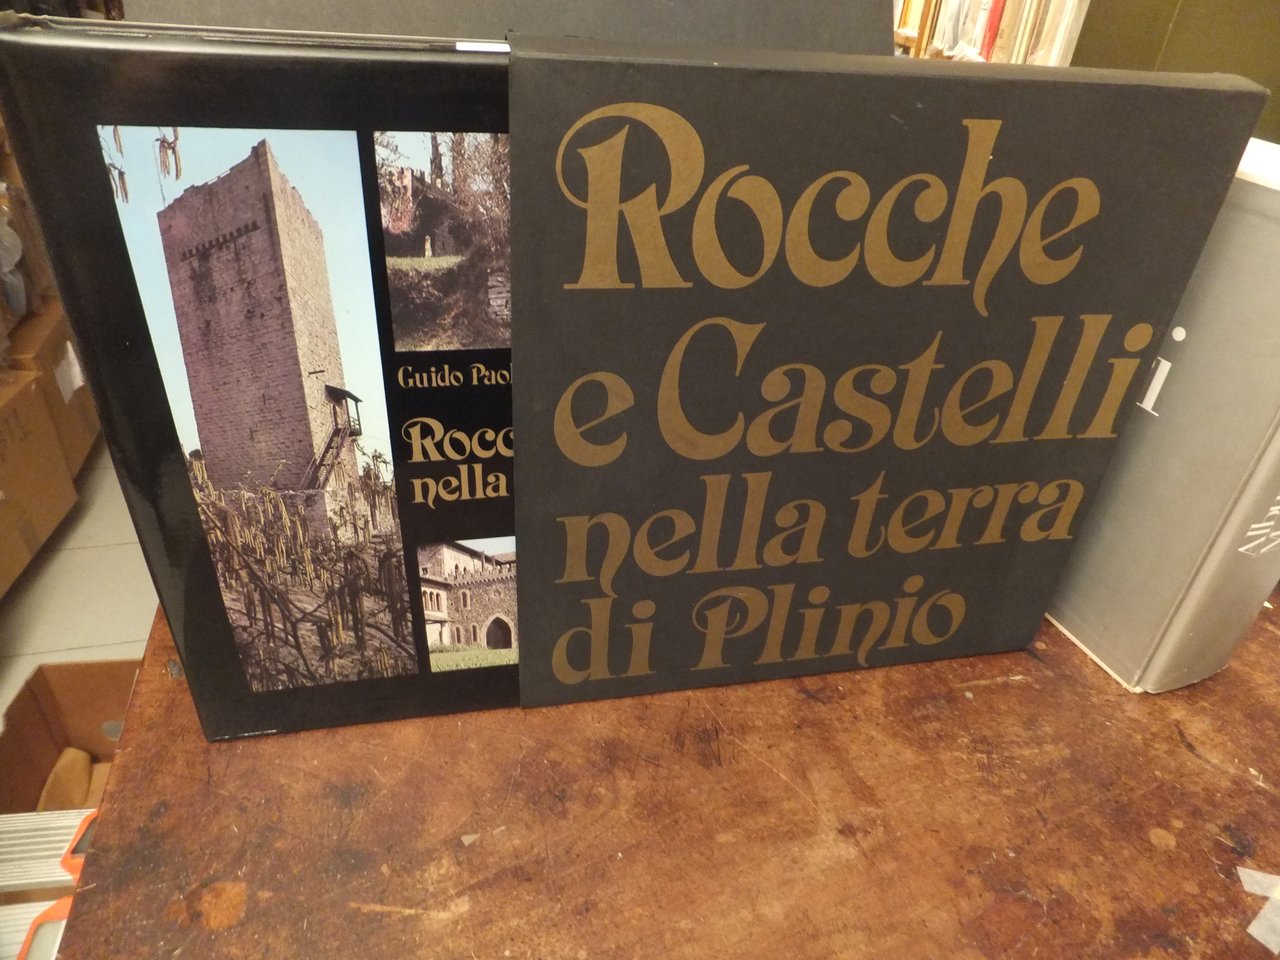 Rocche
e Castelli
nella terra
di Plinio
Guido Paol
Rocc
nella
i